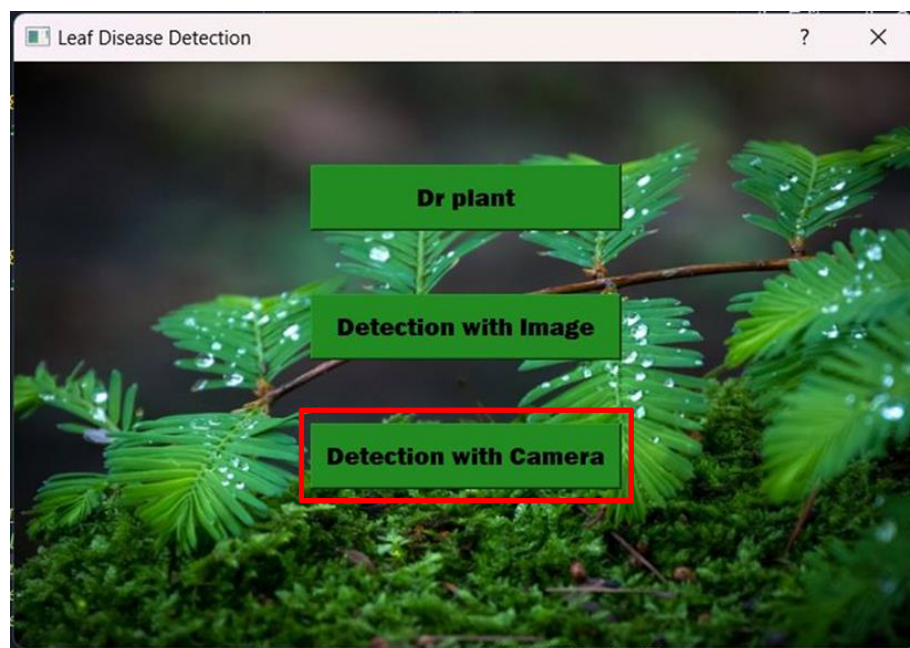 Leaf Disease Detection
Dr plant
Detection with Image
Detection with Camera